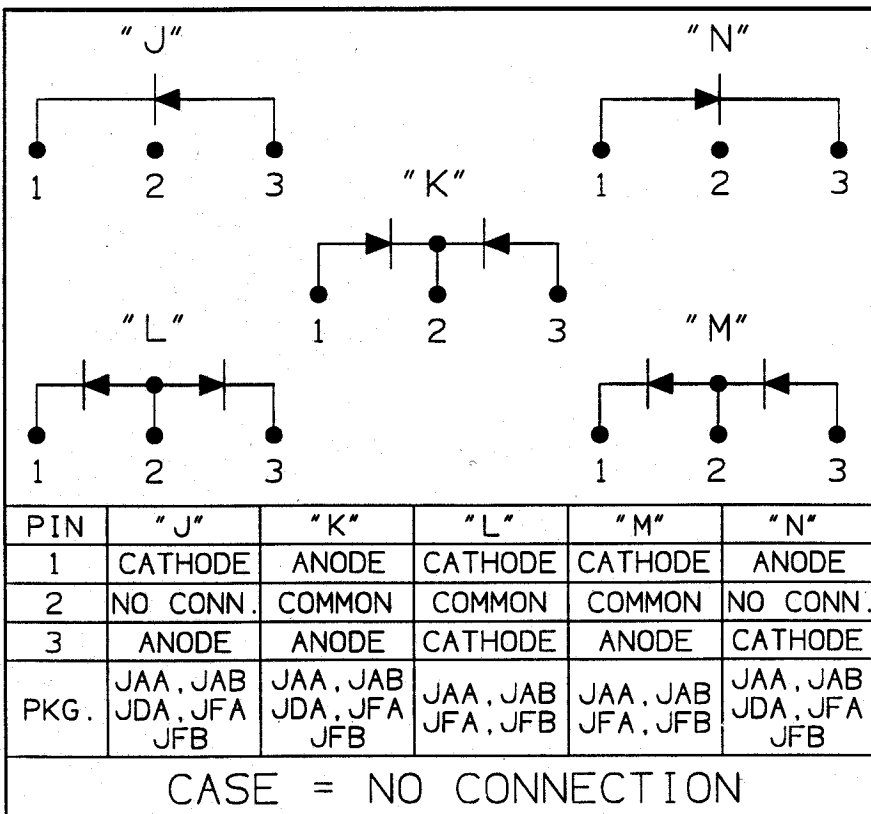 "J"
"N"
1 2 3
1 2 3
"K"
1 2 3
"L"
"M"
1 2 3
1 2 3
PIN "J" "K" "L" "M" "N"
1 CATHODE ANODE CATHODE CATHODE ANODE
2 NO CONN. COMMON COMMON COMMON NO CONN.
3 ANODE ANODE CATHODE ANODE CATHODE
PKG.
JAA, JAB
JDA, JFA
JFB
JAA, JAB
JDA, JFA
JFB
JAA, JAB
JFA, JFB
JAA, JAB
JFA, JFB
JAA, JAB
JDA, JFA
JFB
CASE = NO CONNECTION